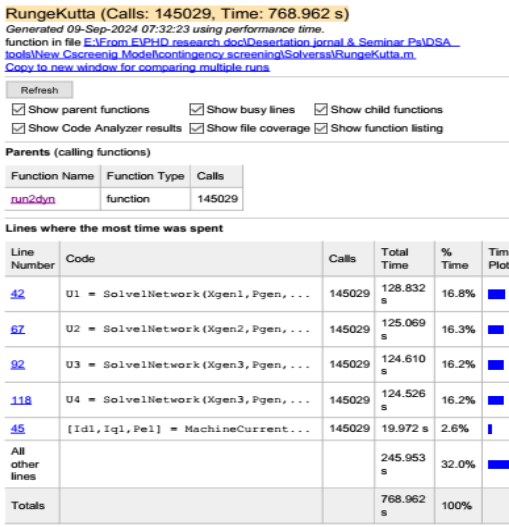 RungeKutta (Calls: 145029, Time: 768.962 s)
Generated 09-Sep-2024 07:32:23 using performance time.
function in file E:\From E\PHD research doc\Desertation jornal & Seminar Ps\DSA
tools\New Cscreenig Model\contingency screening\Solverss\RungeKutta.m
Copy to new window for comparing multiple runs
Refresh
Show parent functions Show busy lines Show child functions
Show Code Analyzer results Show file coverage Show function listing
Parents (calling functions)
Function Name Function Type Calls
run2dyn function 145029
Lines where the most time was spent
Line Number Code Calls Total Time % Time Tim Plot
42 U1 = SolvelNetwork(Xgen1,Pgen,... 145029 128.832 s 16.8%
67 U2 = SolvelNetwork(Xgen2,Pgen,... 145029 125.069 s 16.3%
92 U3 = SolvelNetwork(Xgen3,Pgen,... 145029 124.610 s 16.2%
118 U4 = SolvelNetwork(Xgen3,Pgen,... 145029 124.526 s 16.2%
45 [Id1,Iq1,Pe1] = MachineCurrent... 145029 19.972 s 2.6%
All other lines 245.953 s 32.0%
Totals 768.962 s 100%